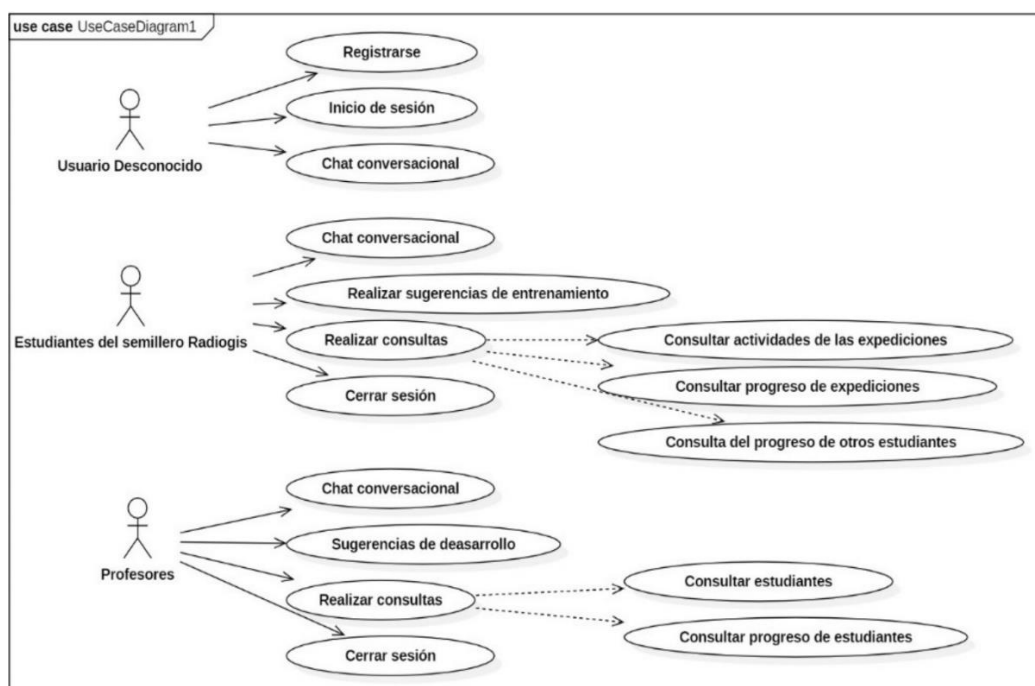 use case UseCaseDiagram1
Registrarse
Inicio de sesión
Usuario Desconocido
Chat conversacional
Chat conversacional
Realizar sugerencias de entrenamiento
Estudiantes del semillero Radiogis
Realizar consultas
Consultar actividades de las expediciones
Consultar progreso de expediciones
Cerrar sesión
Consulta del progreso de otros estudiantes
Chat conversacional
Sugerencias de deasarrollo
Profesores
Consultar estudiantes
Realizar consultas
Consultar progreso de estudiantes
Cerrar sesión